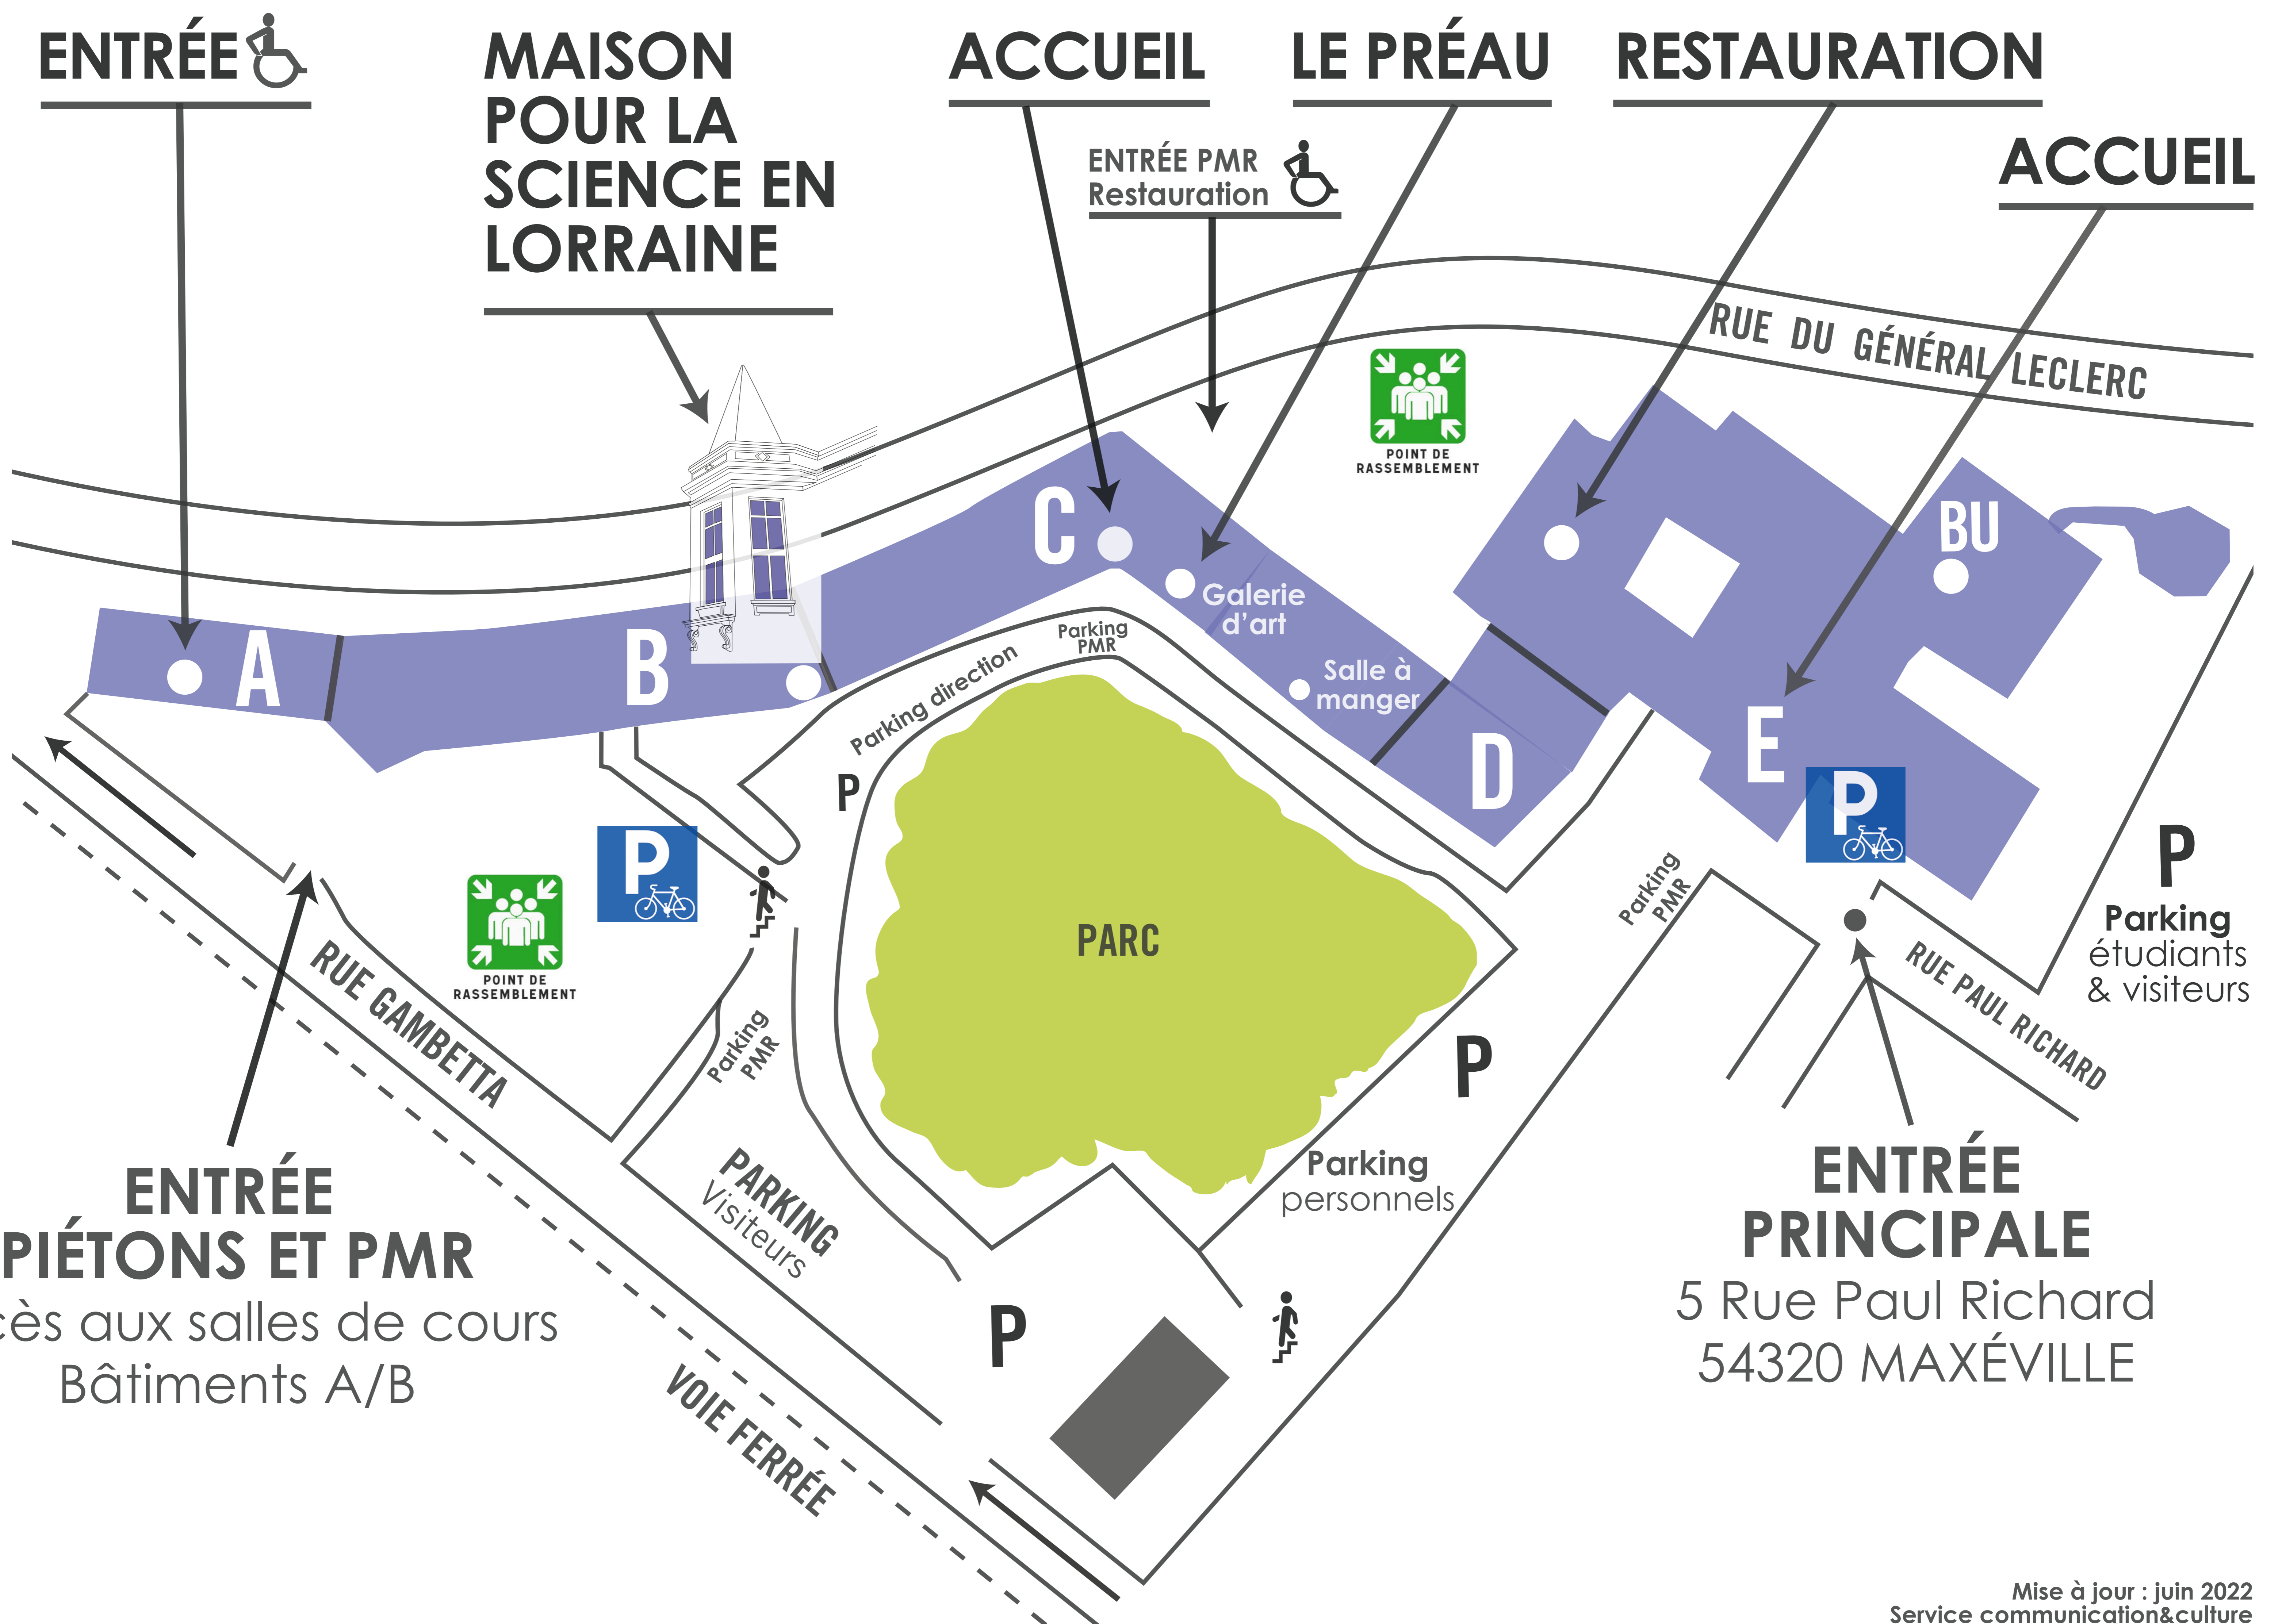 ENTRÉE
MAISON
POUR LA
SCIENCE EN
LORRAINE
ACCUEIL
LE PRÉAU
RESTAURATION
ENTRÉE PMR
Restauration
ACCUEIL
RUE DU GÉNÉRAL LECLERC
POINT DE
RASSEMBLEMENT
A
B
C
Galerie
d'art
Salle à
manger
D
E
BU
Parking
PMR
Parking direction
P
PARC
P
P
POINT DE
RASSEMBLEMENT
RUE GAMBETTA
Parking
PMR
PARKING
Visiteurs
P
VOIE FERRÉE
P
Parking
personnels
Parking
PMR
P
Parking
étudiants
& visiteurs
RUE PAUL RICHARD
ENTRÉE
PIÉTONS ET PMR
cès aux salles de cours
Bâtiments A/B
ENTRÉE
PRINCIPALE
5 Rue Paul Richard
54320 MAXÉVILLE
Mise à jour : juin 2022
Service communication&culture